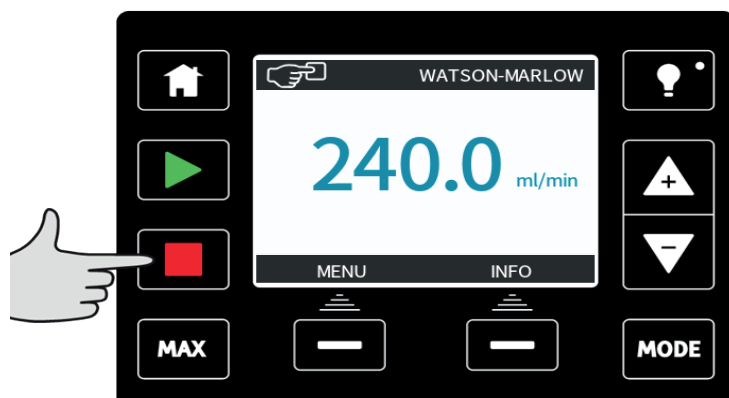 WATSON-MARLOW
240.0 ml/min
+
−
MENU INFO
MAX
MODE